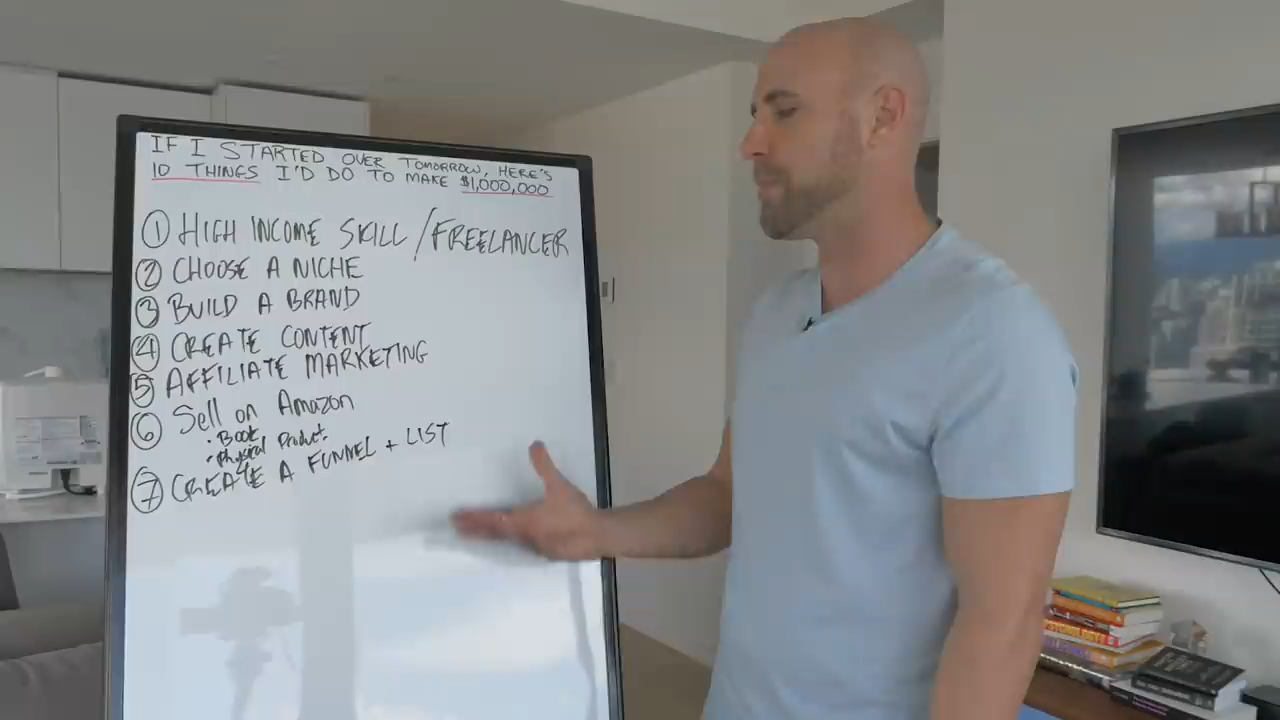 IF I STARTED OVER TOMORROW, HERE'S
10 THINGS I'D DO TO MAKE $1,000,000
① HIGH INCOME SKILL/FREELANCER
② CHOOSE A NICHE
③ BUILD A BRAND
④ CREATE CONTENT
⑤ AFFILIATE MARKETING
⑥ Sell on Amazon
• Book
• Physical Product
⑦ CREATE A FUNNEL + LIST
PSYCHOLOGY